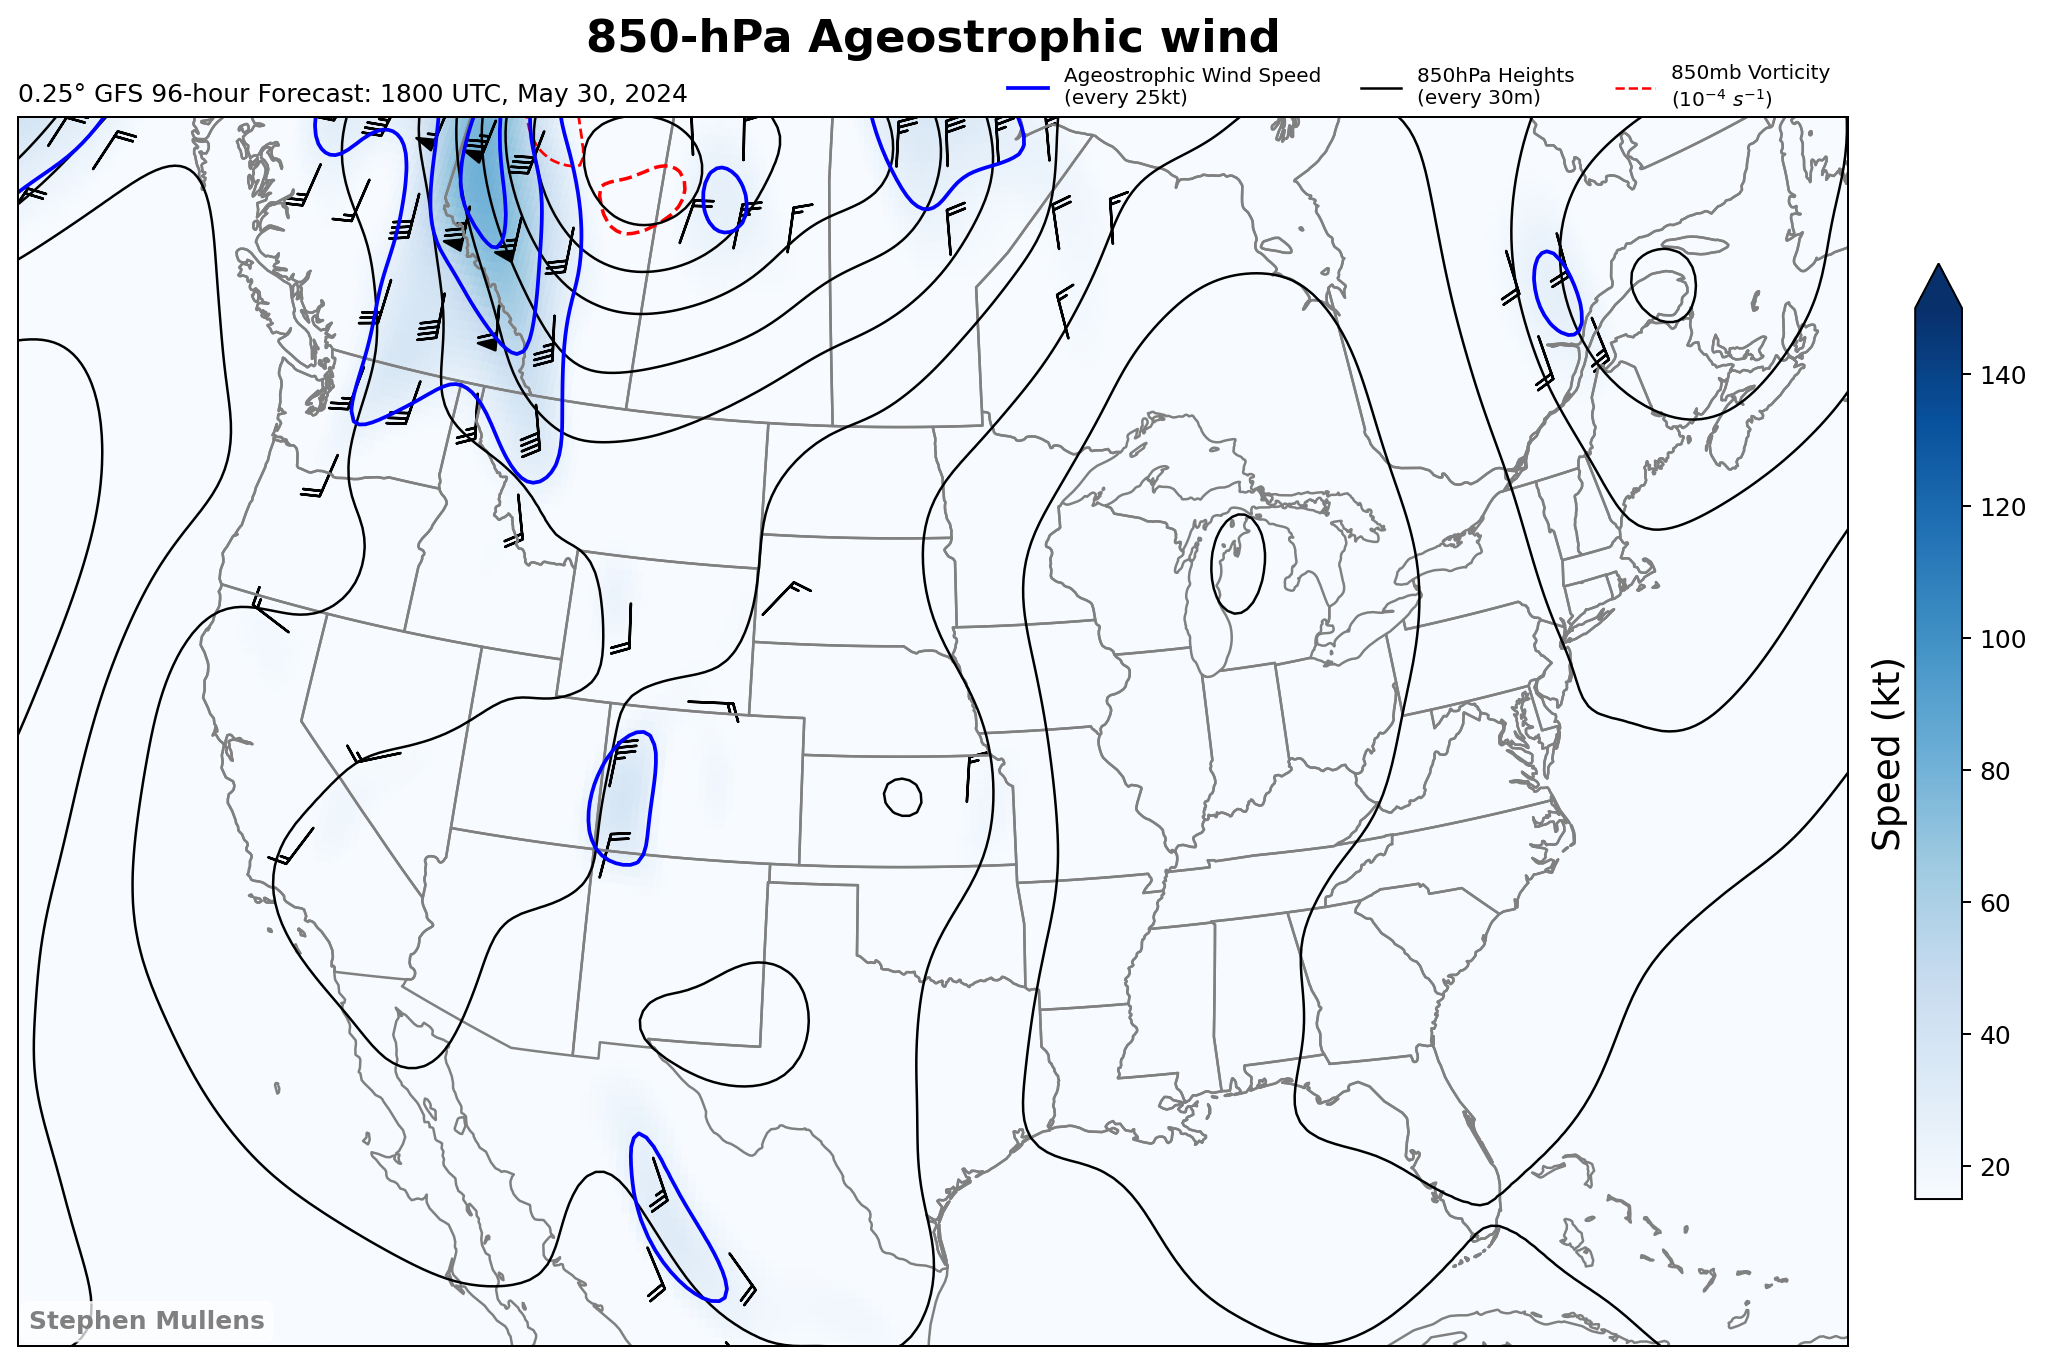 850-hPa Ageostrophic wind
0.25° GFS 96-hour Forecast: 1800 UTC, May 30, 2024
Ageostrophic Wind Speed
(every 25kt)
850hPa Heights
(every 30m)
850mb Vorticity
(10⁻⁴ s⁻¹)
140
120
100
80
60
40
20
Speed (kt)
Stephen Mullens